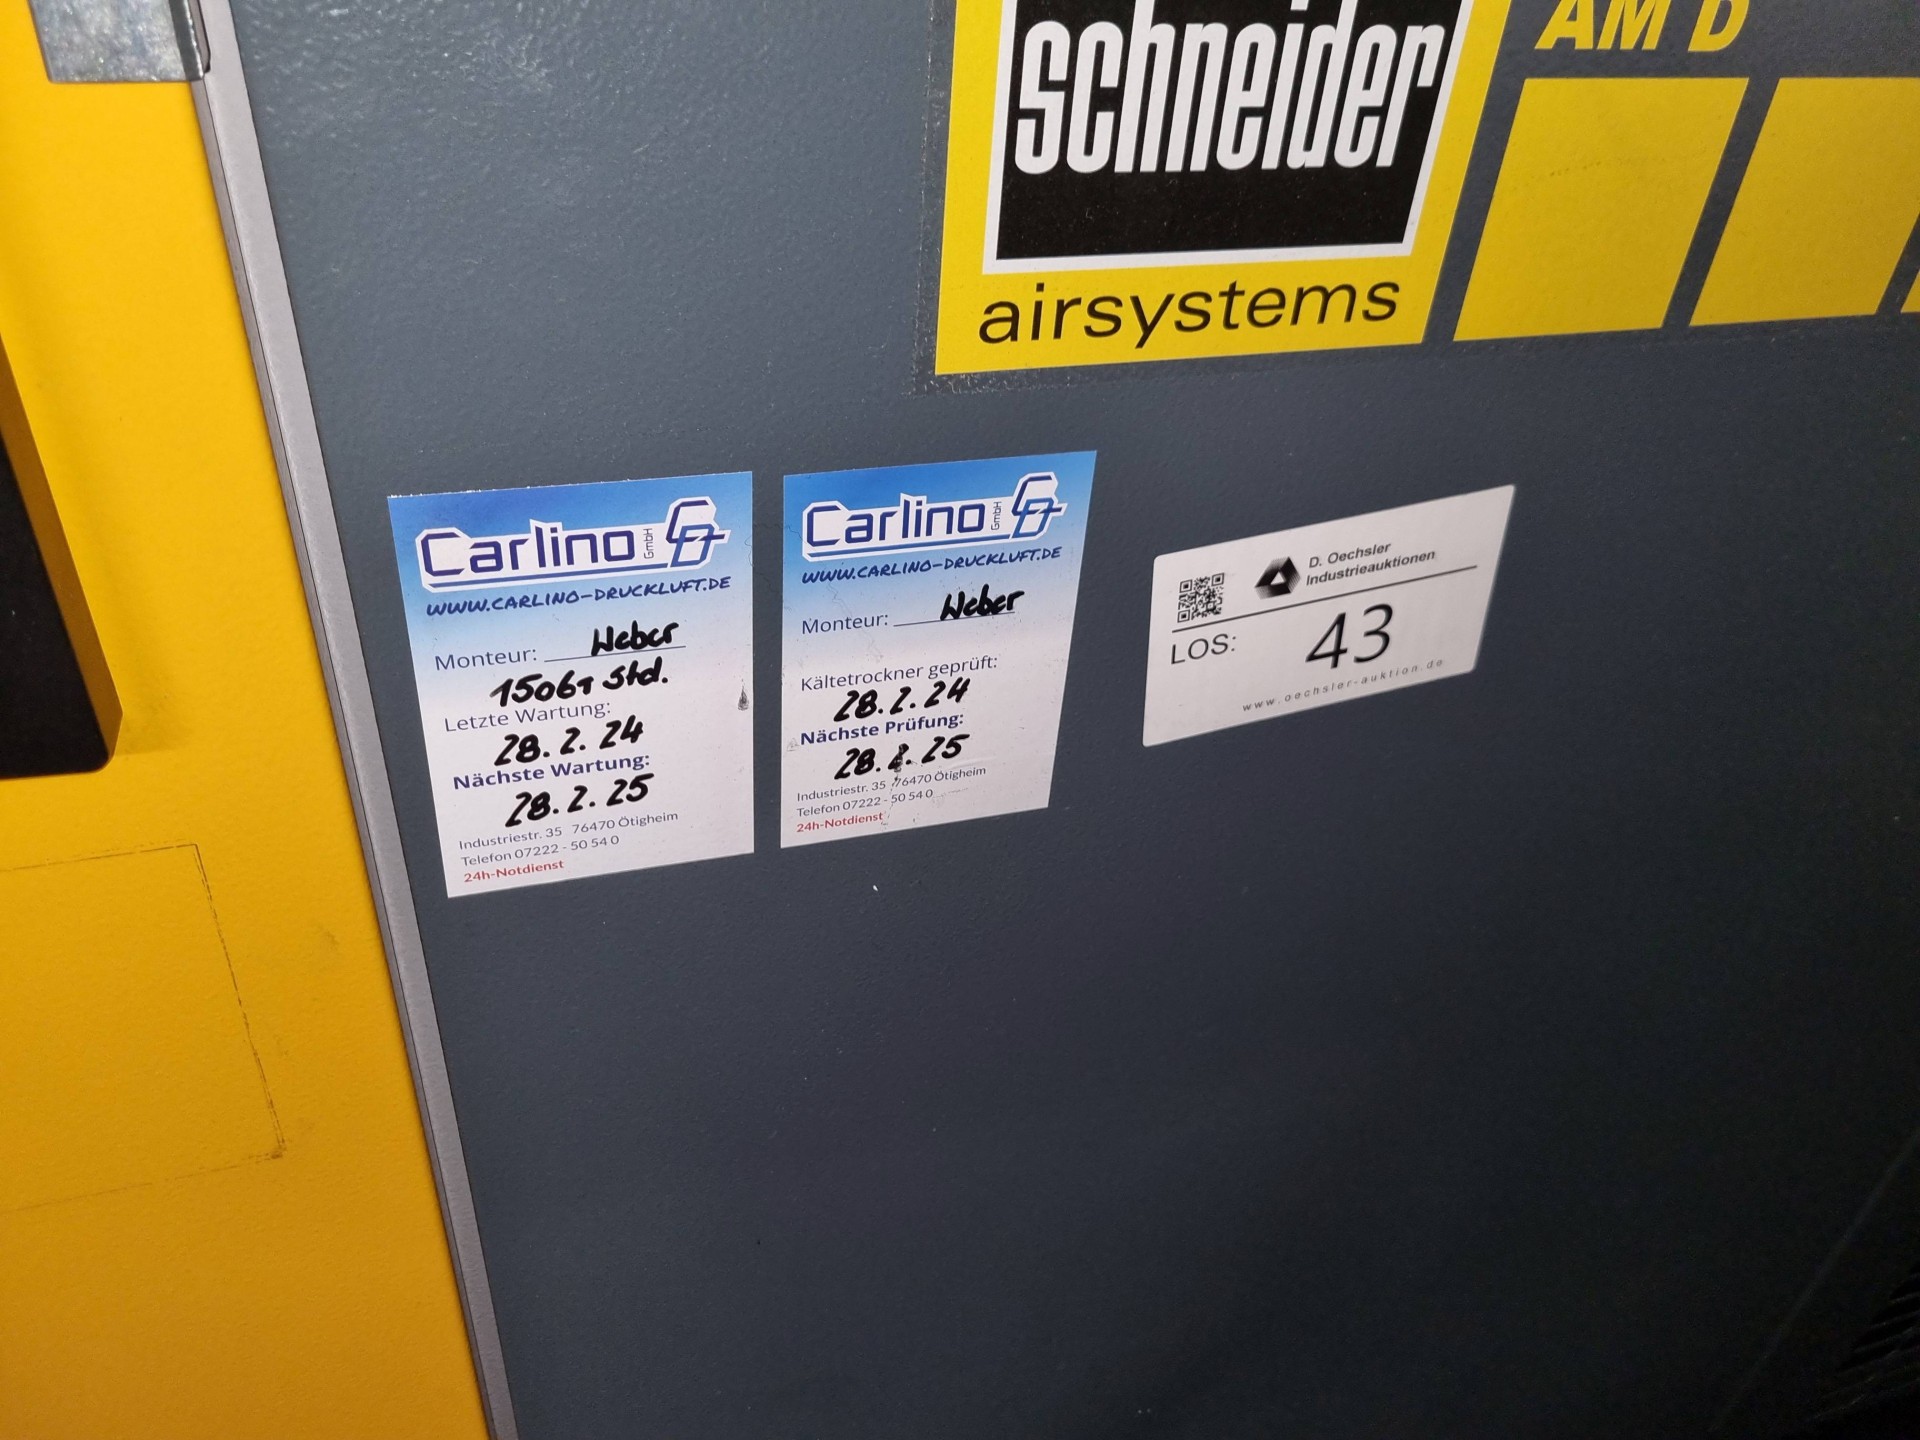 schneider
airsystems
AM D
Carlino GmbH CD
WWW.CARLINO-DRUCKLUFT.DE
Monteur: Weber
15061 Std.
Letzte Wartung:
28.2.24
Nächste Wartung:
28.2.25
Industriestr. 35 76470 Ötigheim
Telefon 07222 - 50 54 0
24h-Notdienst
Carlino GmbH CD
WWW.CARLINO-DRUCKLUFT.DE
Monteur: Weber
Kältetrockner geprüft:
28.2.24
Nächste Prüfung:
28.2.25
Industriestr. 35 76470 Ötigheim
Telefon 07222 - 50 54 0
24h-Notdienst
D. Oechsler
Industrieauktionen
LOS: 43
www.oechsler-auktion.de